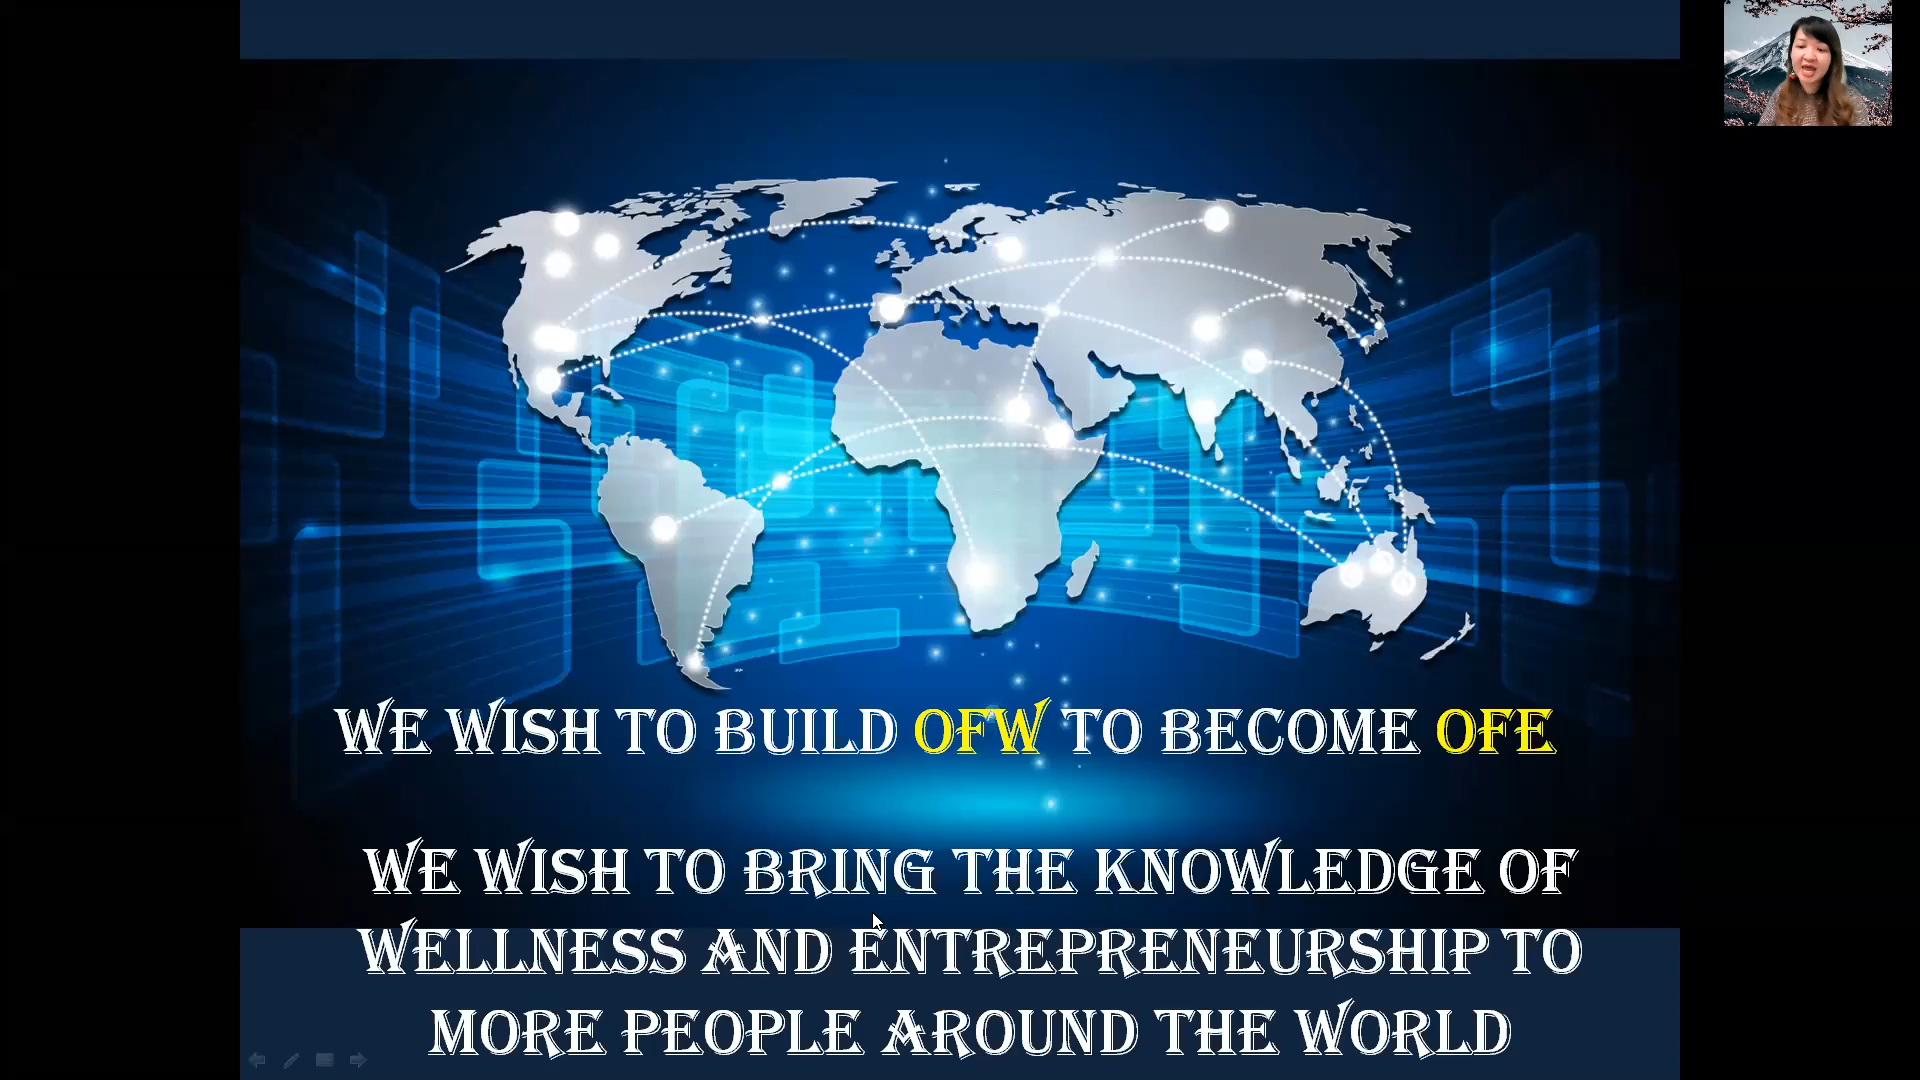 WE WISH TO BUILD OFW TO BECOME OFE
WE WISH TO BRING THE KNOWLEDGE OF
WELLNESS AND ENTREPRENEURSHIP TO
MORE PEOPLE AROUND THE WORLD